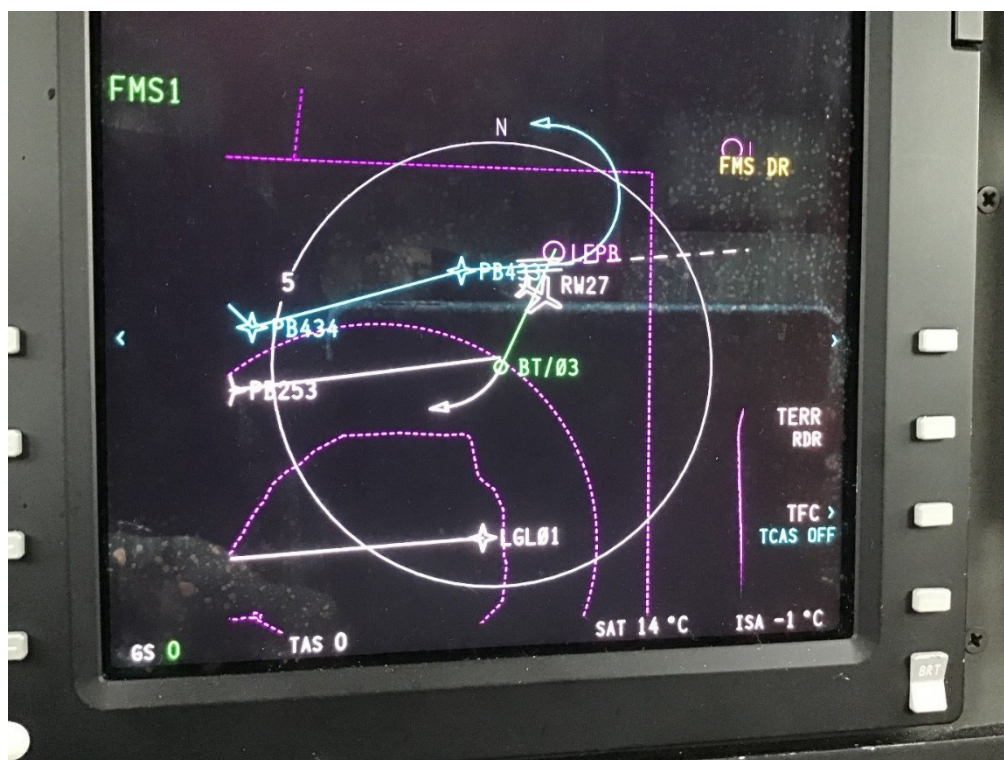 FMS1
N
FMS DR
LFPB
PB433
RW27
5
PB434
BT/03
PB253
TERR
RDR
TFC >
TCAS OFF
LGL01
SAT 14 °C
ISA -1 °C
GS 0
TAS 0
BRT